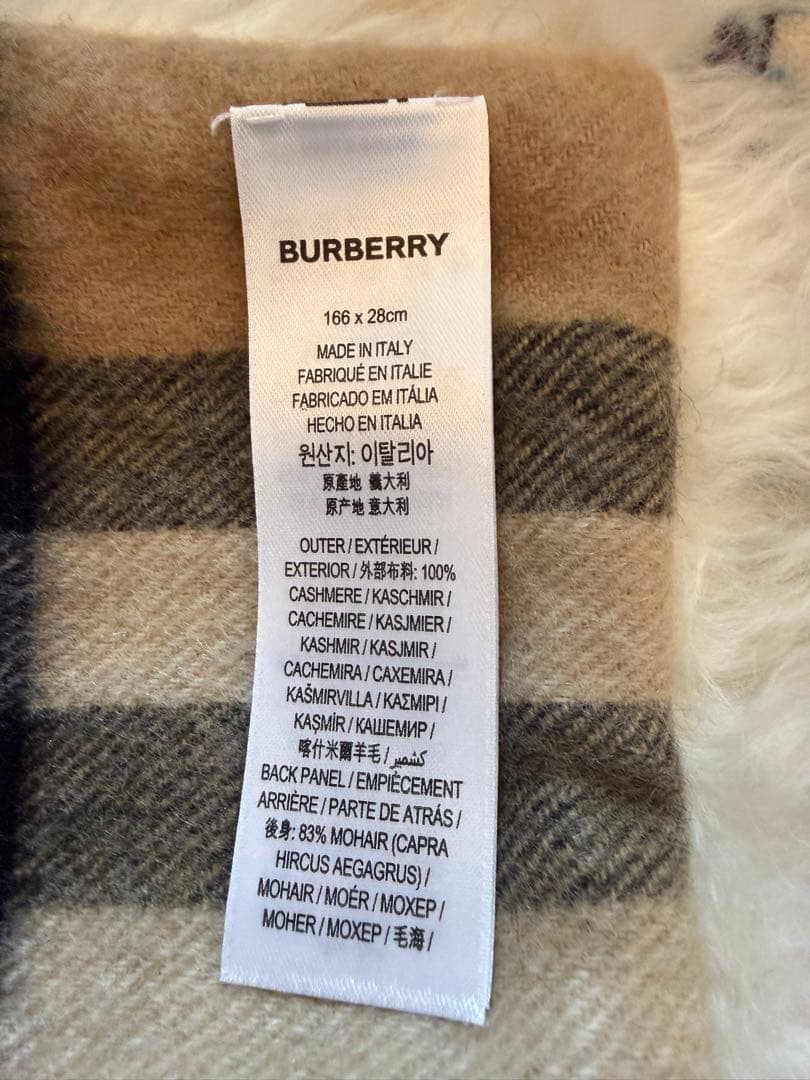 BURBERRY
166 x 28cm
MADE IN ITALY
FABRIQUÉ EN ITALIE
FABRICADO EM ITÁLIA
HECHO EN ITALIA
원산지: 이탈리아
原產地 義大利
原产地 意大利
OUTER / EXTÉRIEUR /
EXTERIOR / 外部布料: 100%
CASHMERE / KASCHMIR /
CACHEMIRE / KASJMIER /
KASHMIR / KASJMIR /
CACHEMIRA / CAXEMIRA /
KAŠMIRVILLA / ΚΑΣΜΙΡΙ /
KAŞMİR / КАШЕМИР /
喀什米爾羊毛 / كشمير
BACK PANEL / EMPIÈCEMENT
ARRIÈRE / PARTE DE ATRÁS /
後身: 83% MOHAIR (CAPRA
HIRCUS AEGAGRUS) /
MOHAIR / MOÉR / МОХЕР /
MOHER / МОХЕР / 毛海 /